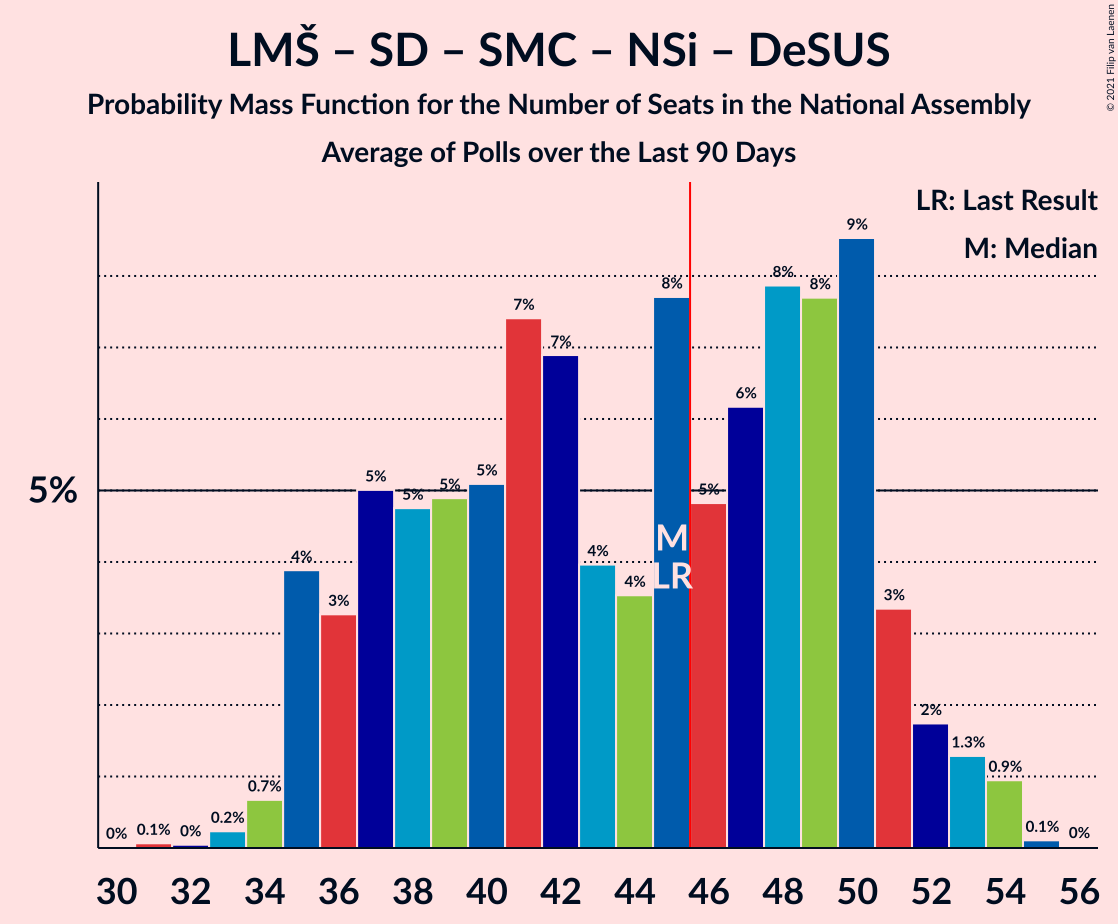 LMŠ – SD – SMC – NSi – DeSUS
Probability Mass Function for the Number of Seats in the National Assembly
Average of Polls over the Last 90 Days
© 2021 Filip van Laenen
LR: Last Result
M: Median
5%
0% 0.1% 0% 0.2% 0.7% 4% 3% 5% 5% 5% 5% 7% 7% 4% 4% 8% 5% 6% 8% 8% 9% 3% 2% 1.3% 0.9% 0.1% 0%
M
LR
30 32 34 36 38 40 42 44 46 48 50 52 54 56